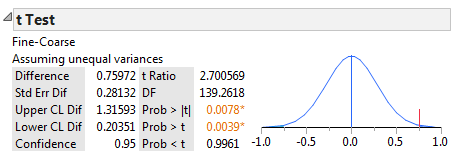 t Test
Fine-Coarse
Assuming unequal variances
Difference 0.75972 t Ratio 2.700569
Std Err Dif 0.28132 DF 139.2618
Upper CL Dif 1.31593 Prob > |t| 0.0078*
Lower CL Dif 0.20351 Prob > t 0.0039*
Confidence 0.95 Prob < t 0.9961
-1.0 -0.5 0.0 0.5 1.0